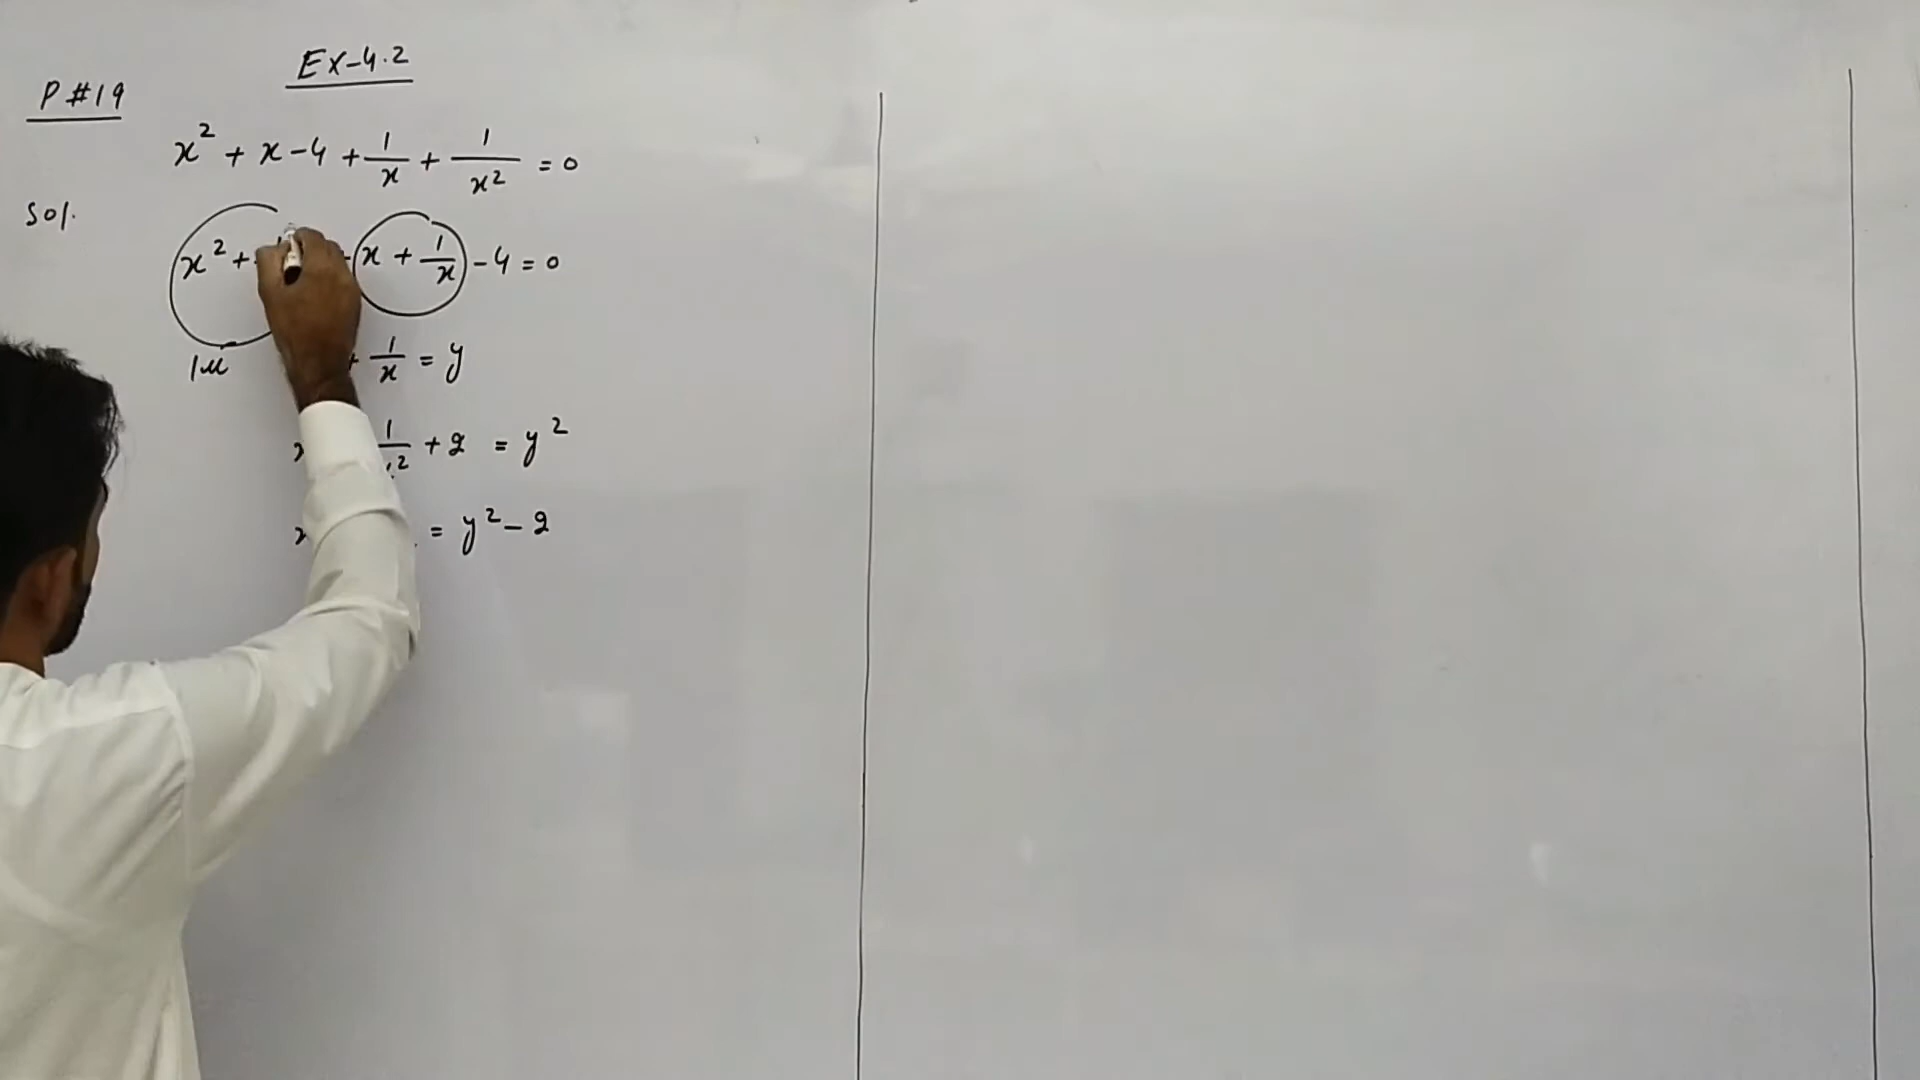 Ex-4.2
P#19
x² + x - 4 + 1/x + 1/x² = 0
Sol.
x² + + x + 1/x - 4 = 0
+ 1/x = y
1/x² + 2 = y²
= y² - 2